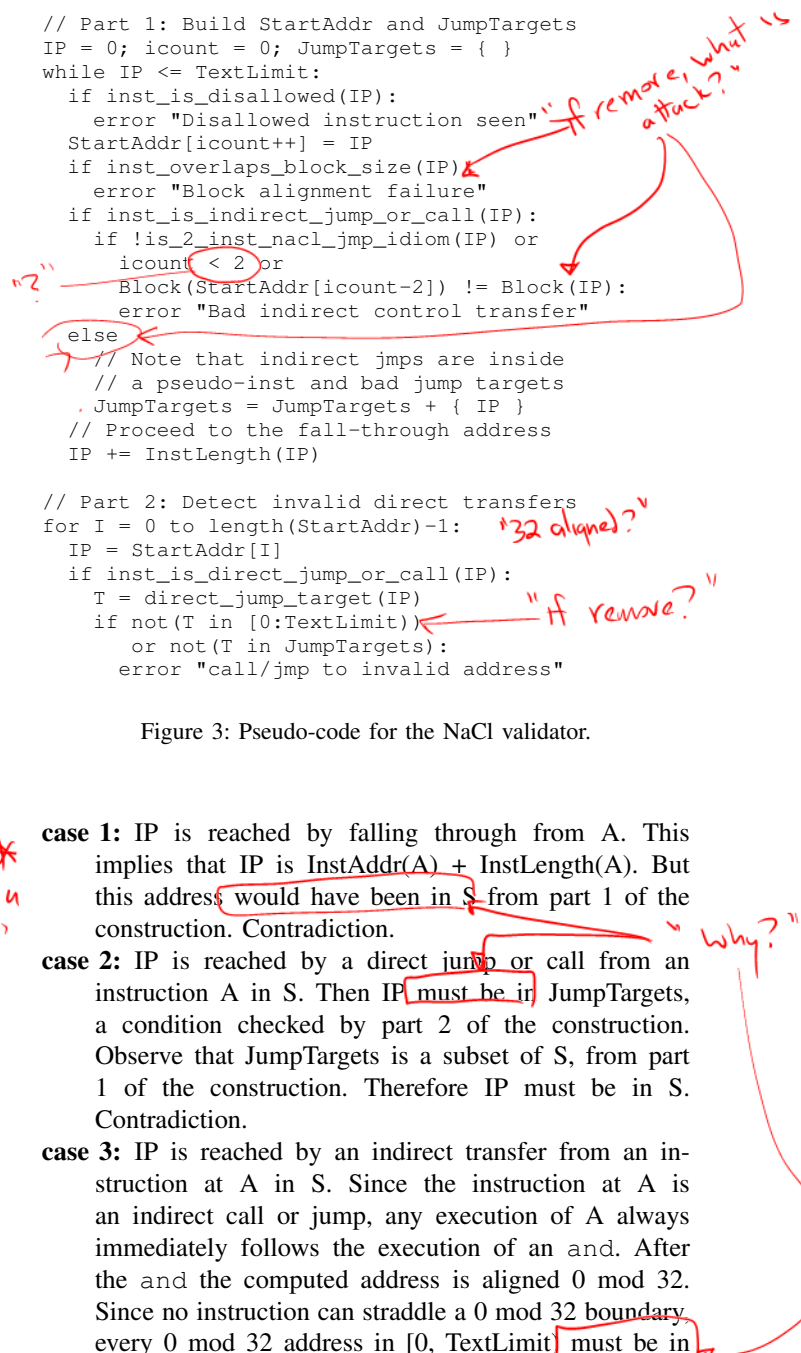 // Part 1: Build StartAddr and JumpTargets
IP = 0; icount = 0; JumpTargets = { }
while IP <= TextLimit:
if inst_is_disallowed(IP):
error "Disallowed instruction seen"
"If remove, what is
attack?"
StartAddr[icount++] = IP
if inst_overlaps_block_size(IP)
error "Block alignment failure"
if inst_is_indirect_jump_or_call(IP):
if !is_2_inst_nacl_jmp_idiom(IP) or
icount < 2 or
"?"
Block(StartAddr[icount-2]) != Block(IP):
error "Bad indirect control transfer"
else
// Note that indirect jmps are inside
// a pseudo-inst and bad jump targets
JumpTargets = JumpTargets + { IP }
// Proceed to the fall-through address
IP += InstLength(IP)
// Part 2: Detect invalid direct transfers
for I = 0 to length(StartAddr)-1:
"32 aligned?"
IP = StartAddr[I]
if inst_is_direct_jump_or_call(IP):
T = direct_jump_target(IP)
if not(T in [0:TextLimit))
"If remove?"
or not(T in JumpTargets):
error "call/jmp to invalid address"
Figure 3: Pseudo-code for the NaCl validator.
case 1: IP is reached by falling through from A. This
implies that IP is InstAddr(A) + InstLength(A). But
this address would have been in S from part 1 of the
construction. Contradiction.
"Why?"
case 2: IP is reached by a direct jump or call from an
instruction A in S. Then IP must be in JumpTargets,
a condition checked by part 2 of the construction.
Observe that JumpTargets is a subset of S, from part
1 of the construction. Therefore IP must be in S.
Contradiction.
case 3: IP is reached by an indirect transfer from an in-
struction at A in S. Since the instruction at A is
an indirect call or jump, any execution of A always
immediately follows the execution of an and. After
the and the computed address is aligned 0 mod 32.
Since no instruction can straddle a 0 mod 32 boundary,
every 0 mod 32 address in [0, TextLimit) must be in